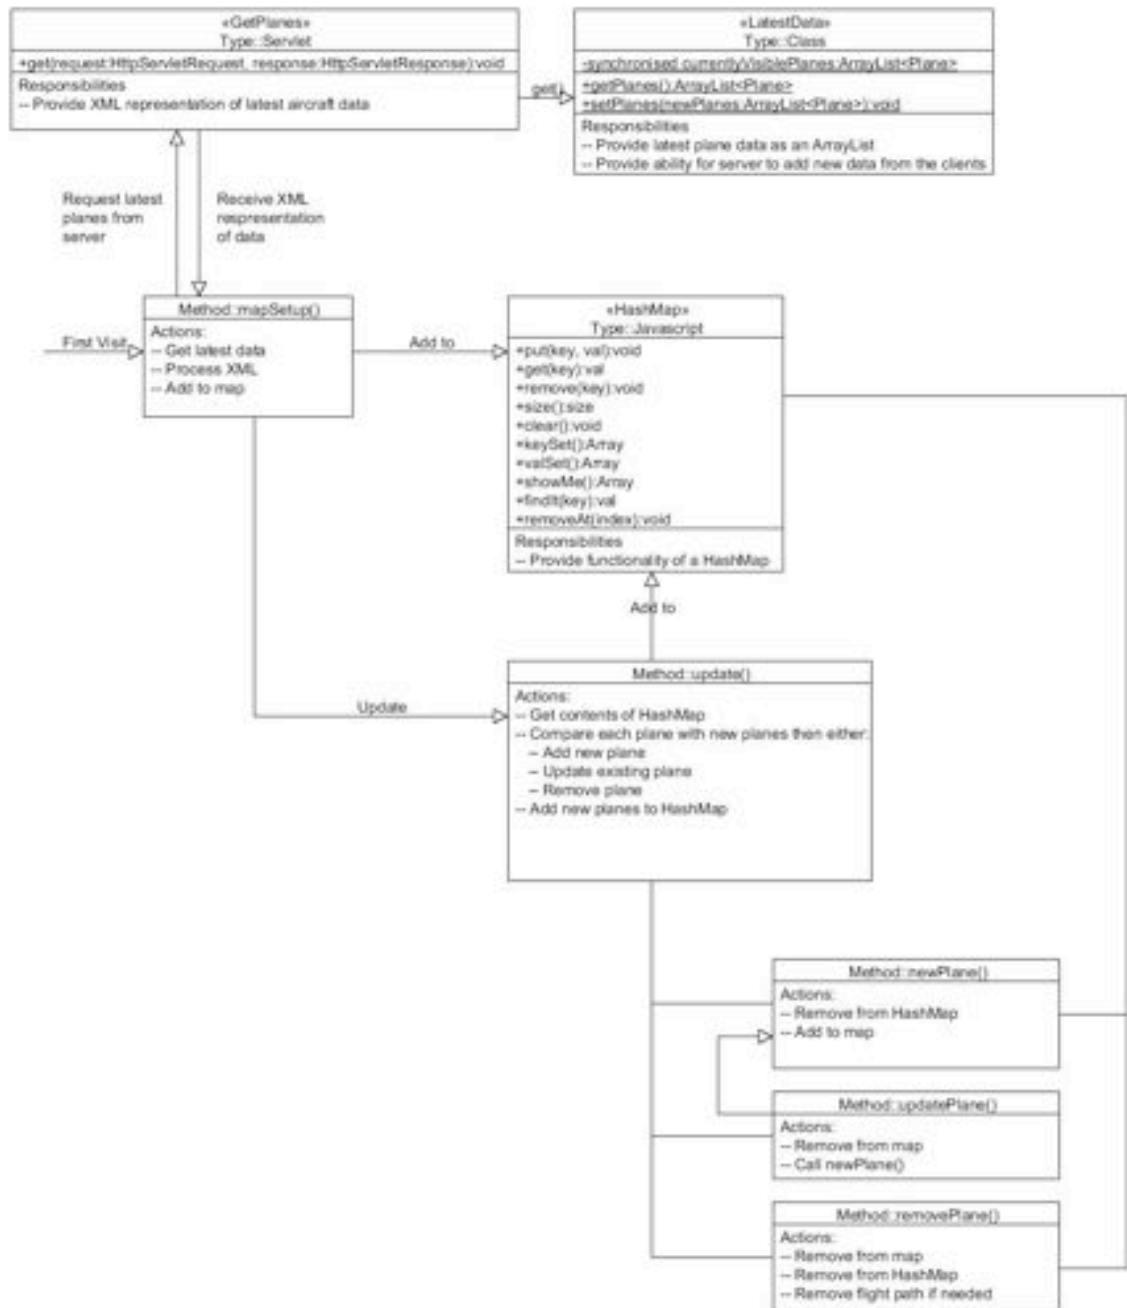 «GetPlanes»
Type::Servlet
+get(request:HttpServletRequest, response:HttpServletResponse):void
Responsibilities
-- Provide XML representation of latest aircraft data
get()
«LatestData»
Type::Class
-synchronised currentlyVisiblePlanes:ArrayList<Plane>
+getPlanes():ArrayList<Plane>
+setPlanes(newPlanes:ArrayList<Plane>):void
Responsibilities
-- Provide latest plane data as an ArrayList
-- Provide ability for server to add new data from the clients
Request latest
planes from
server
Receive XML
respresentation
of data
First Visit
Method::mapSetup()
Actions:
-- Get latest data
-- Process XML
-- Add to map
Add to
«HashMap»
Type::Javascript
+put(key, val):void
+get(key):val
+remove(key):void
+size():size
+clear():void
+keySet():Array
+valSet():Array
+showMe():Array
+findIt(key):val
+removeAt(index):void
Responsibilities
-- Provide functionality of a HashMap
Add to
Update
Method::update()
Actions:
-- Get contents of HashMap
-- Compare each plane with new planes then either:
-- Add new plane
-- Update existing plane
-- Remove plane
-- Add new planes to HashMap
Method::newPlane()
Actions:
-- Remove from HashMap
-- Add to map
Method::updatePlane()
Actions:
-- Remove from map
-- Call newPlane()
Method::removePlane()
Actions:
-- Remove from map
-- Remove from HashMap
-- Remove flight path if needed